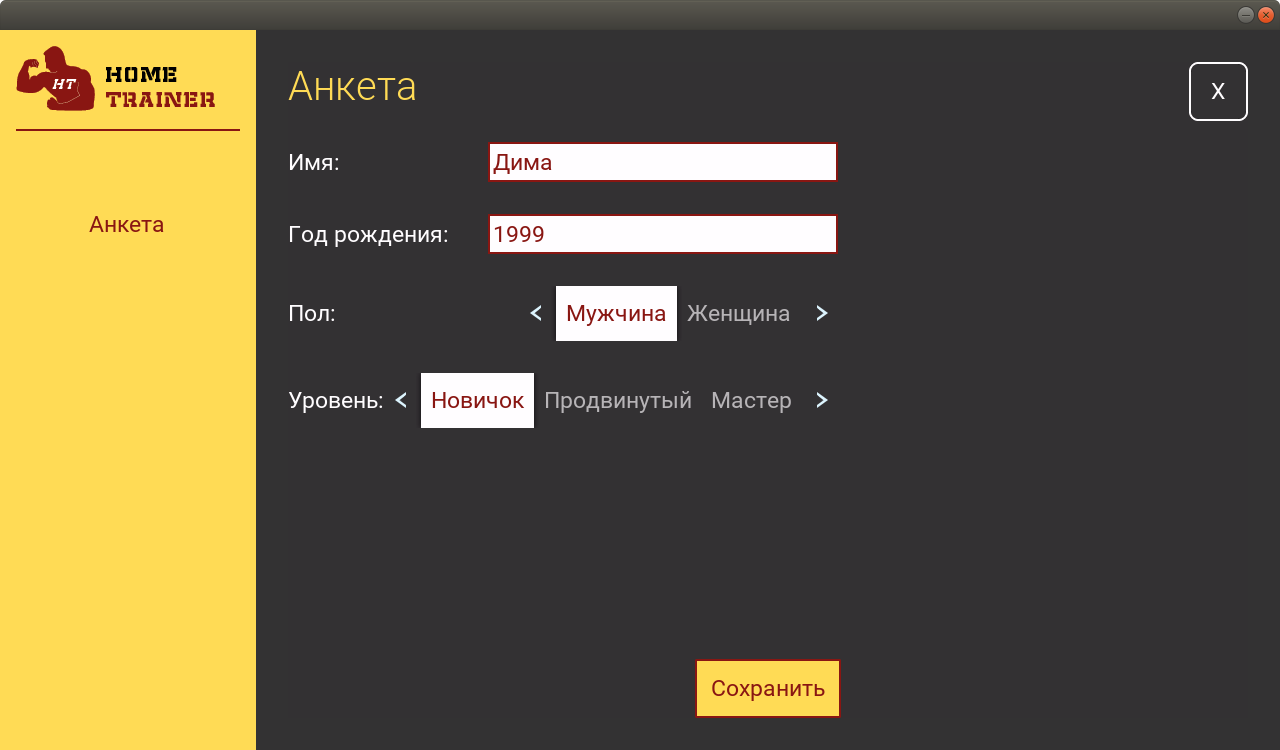 HT
HOME
TRAINER
Анкета
Анкета
X
Имя: Дима
Год рождения: 1999
Пол: < Мужчина Женщина >
Уровень: < Новичок Продвинутый Мастер >
Сохранить